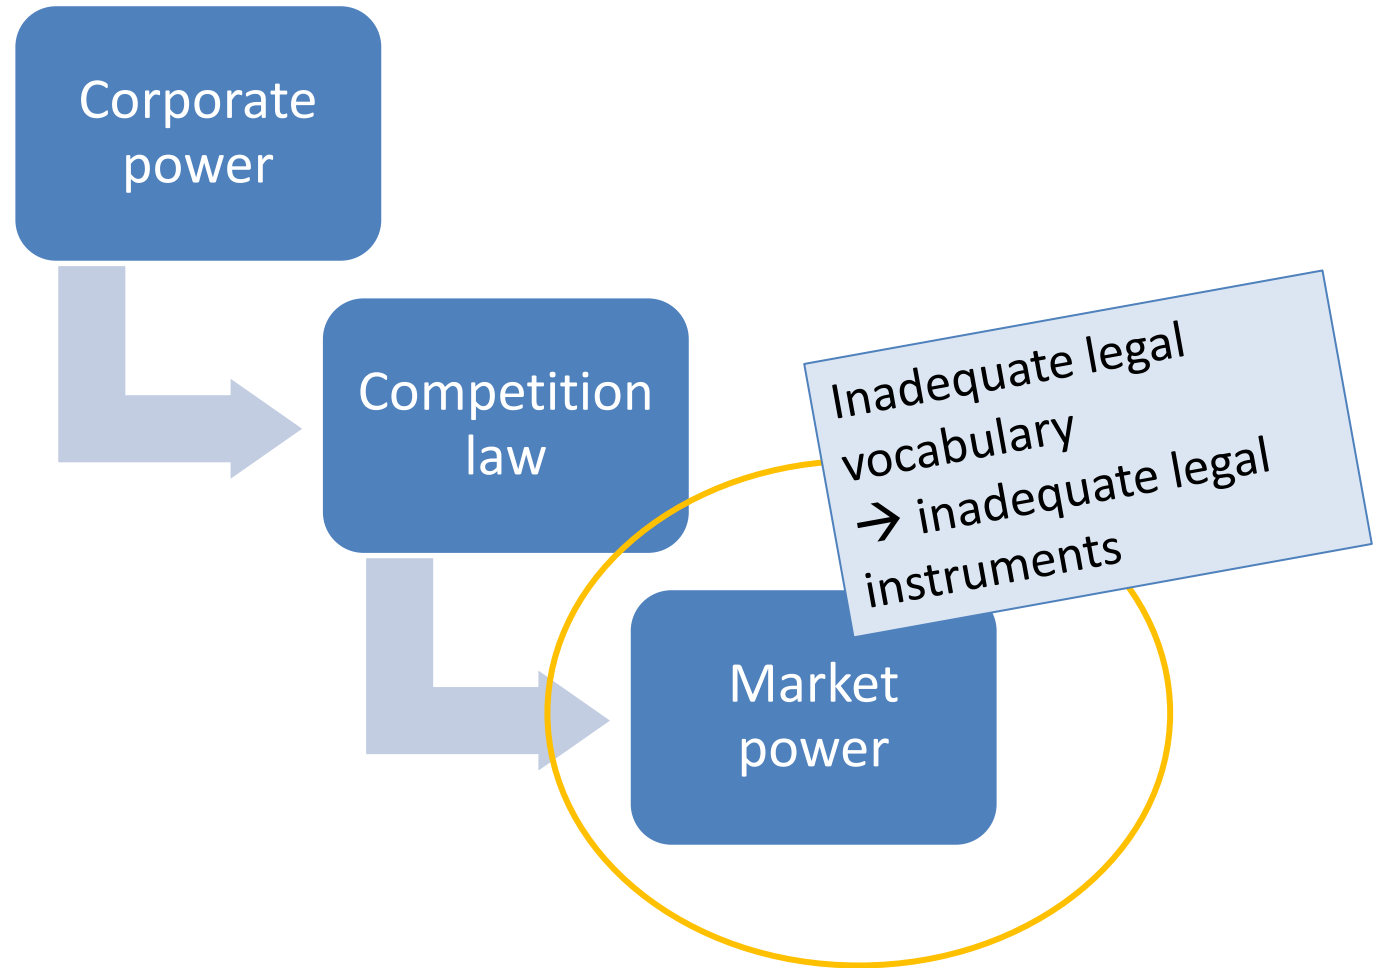 Corporate
power
Competition
law
Inadequate legal
vocabulary
→ inadequate legal
instruments
Market
power